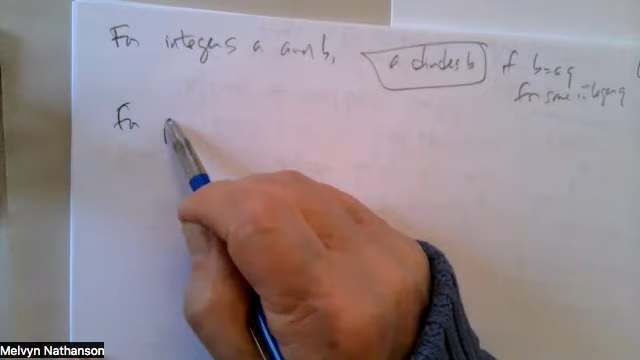 For integers a and b, a divides b if b=aq
for some integer q
For
Melvyn Nathanson